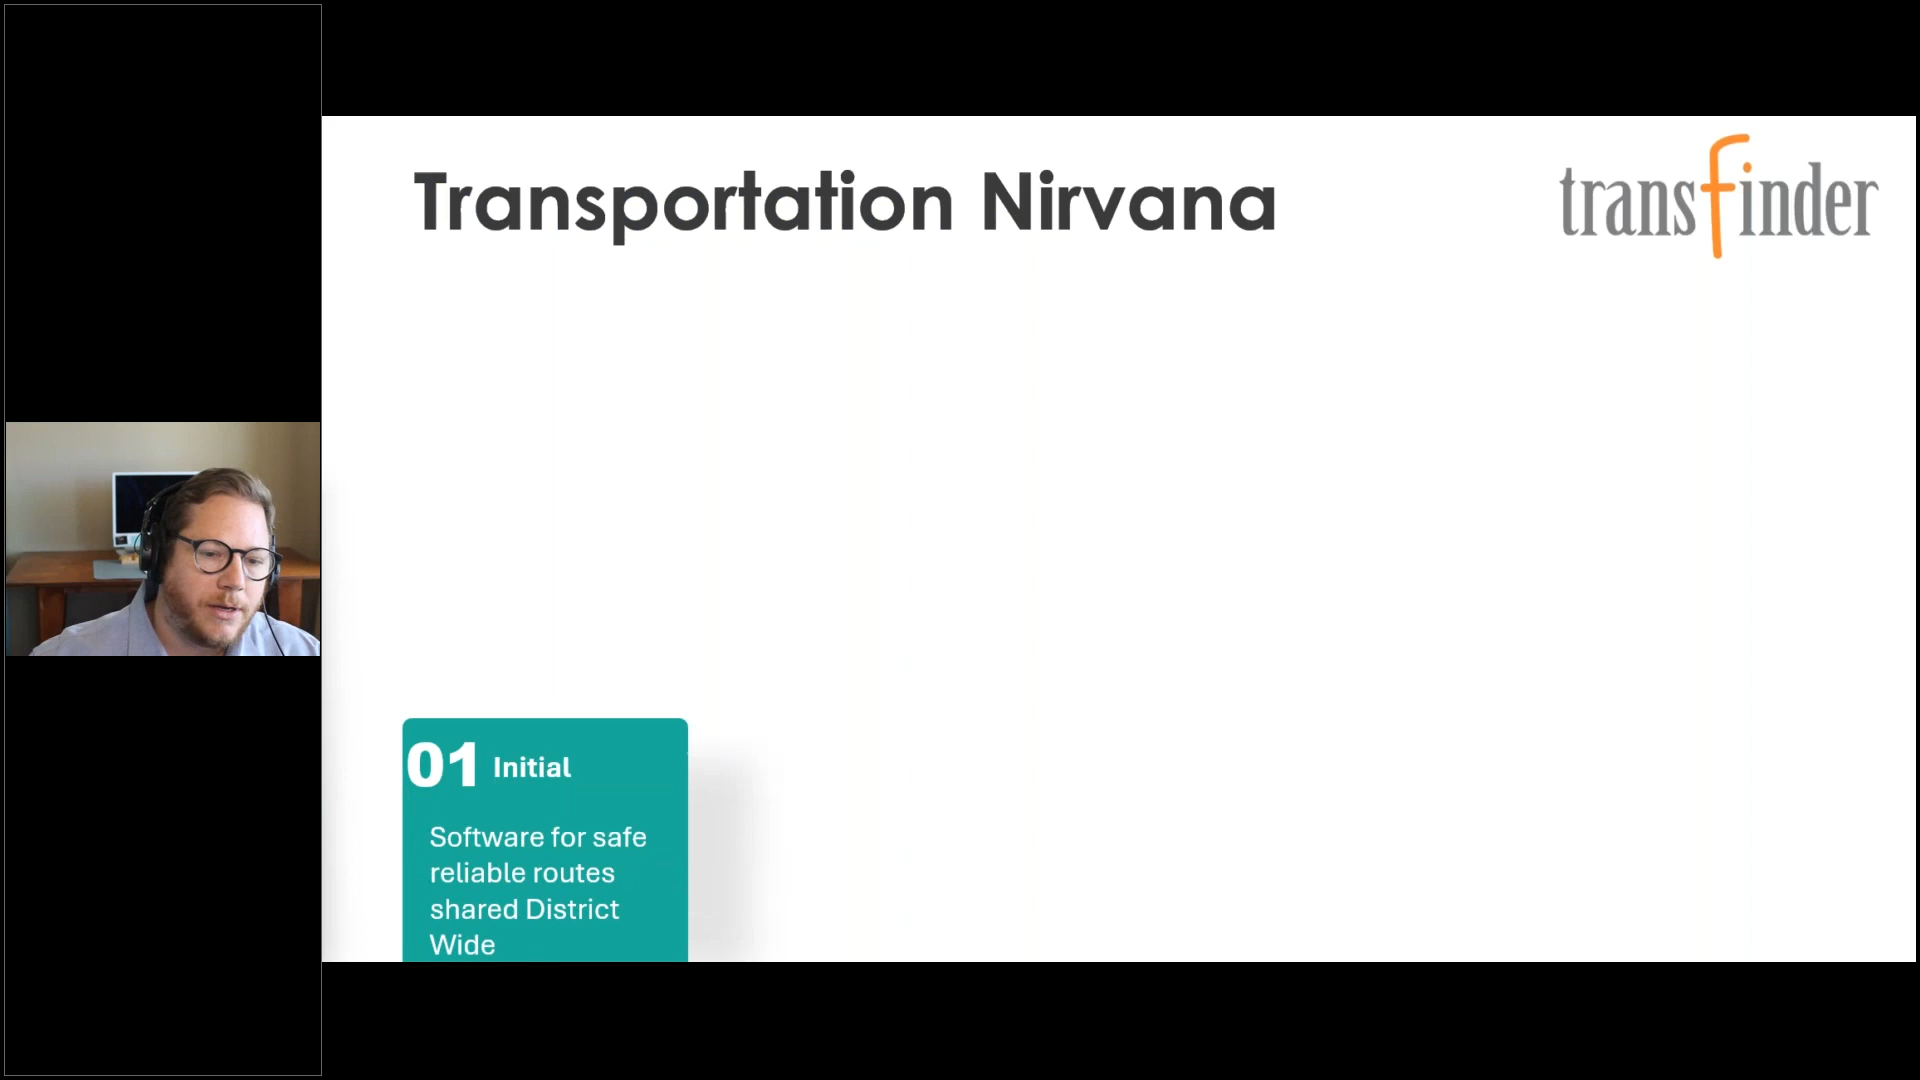 Transportation Nirvana
transfinder
01 Initial
Software for safe
reliable routes
shared District
Wide